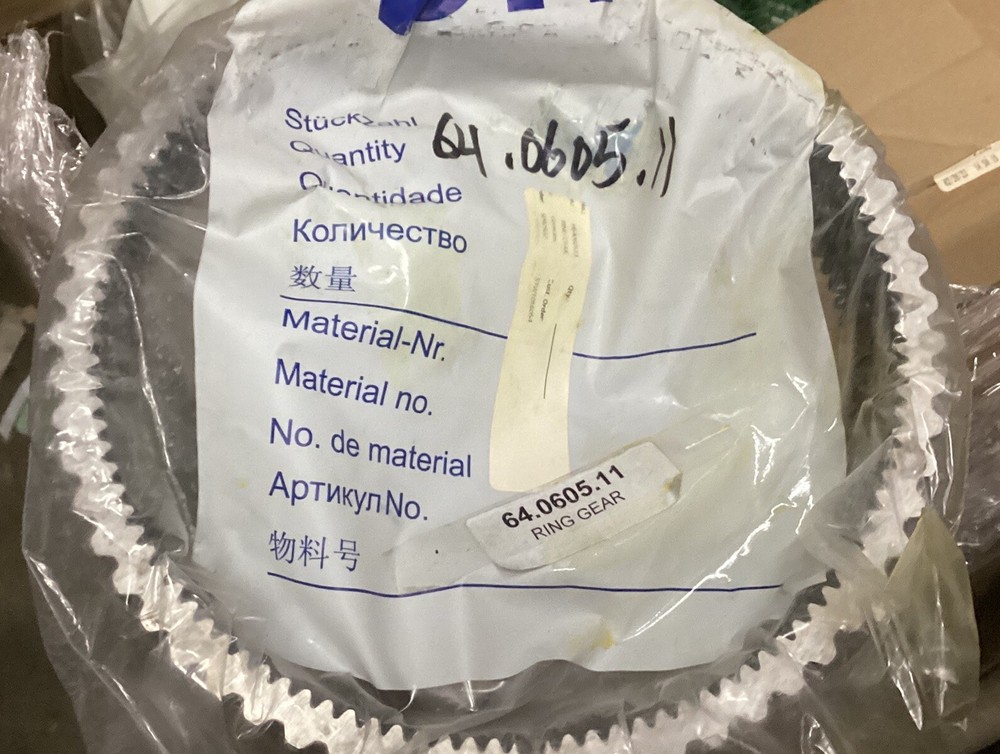 Stückzahl
Quantity 64.0605.11
Quantidade
Количество
数量
Material-Nr.
Material no.
No. de material
Артикул No.
物料号
64.0605.11
RING GEAR